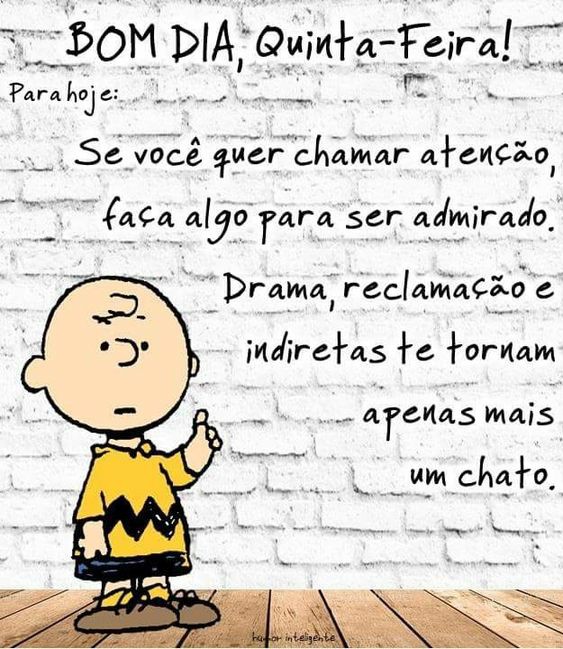 BOM DIA, Quinta-Feira!
Para hoje:
Se você quer chamar atenção,
faça algo para ser admirado.
Drama, reclamação e
indiretas te tornam
apenas mais
um chato.
humor inteligente